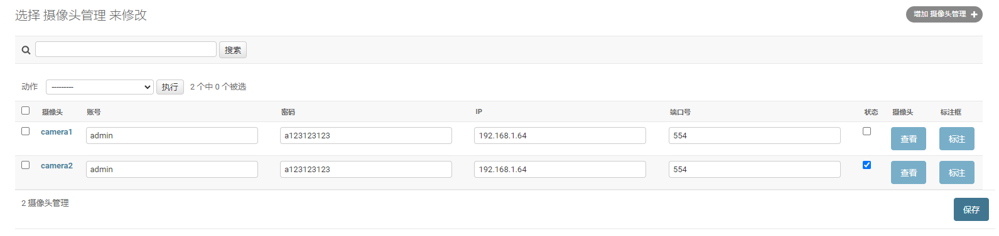 选择 摄像头管理 来修改
增加 摄像头管理
搜索
动作 --------- 执行 2 个中 0 个被选
摄像头 账号 密码 IP 端口号 状态 摄像头 标注框
camera1 admin a123123123 192.168.1.64 554 查看 标注
camera2 admin a123123123 192.168.1.64 554 查看 标注
2 摄像头管理
保存